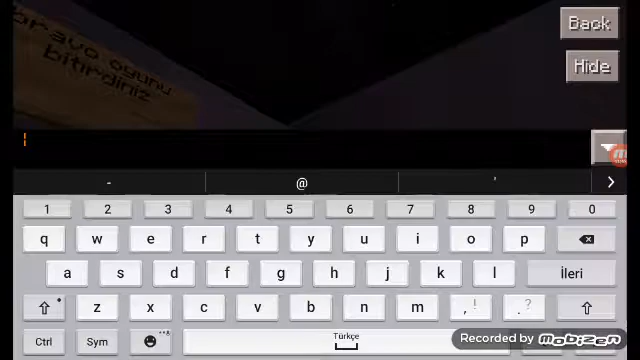 Back
bravo oyunu
bitirdiniz
Hide
- @ '
1 2 3 4 5 6 7 8 9 0
q w e r t y u i o p
a s d f g h j k l İleri
z x c v b n m , ! . ?
Ctrl Sym Türkçe
Recorded by mobizen